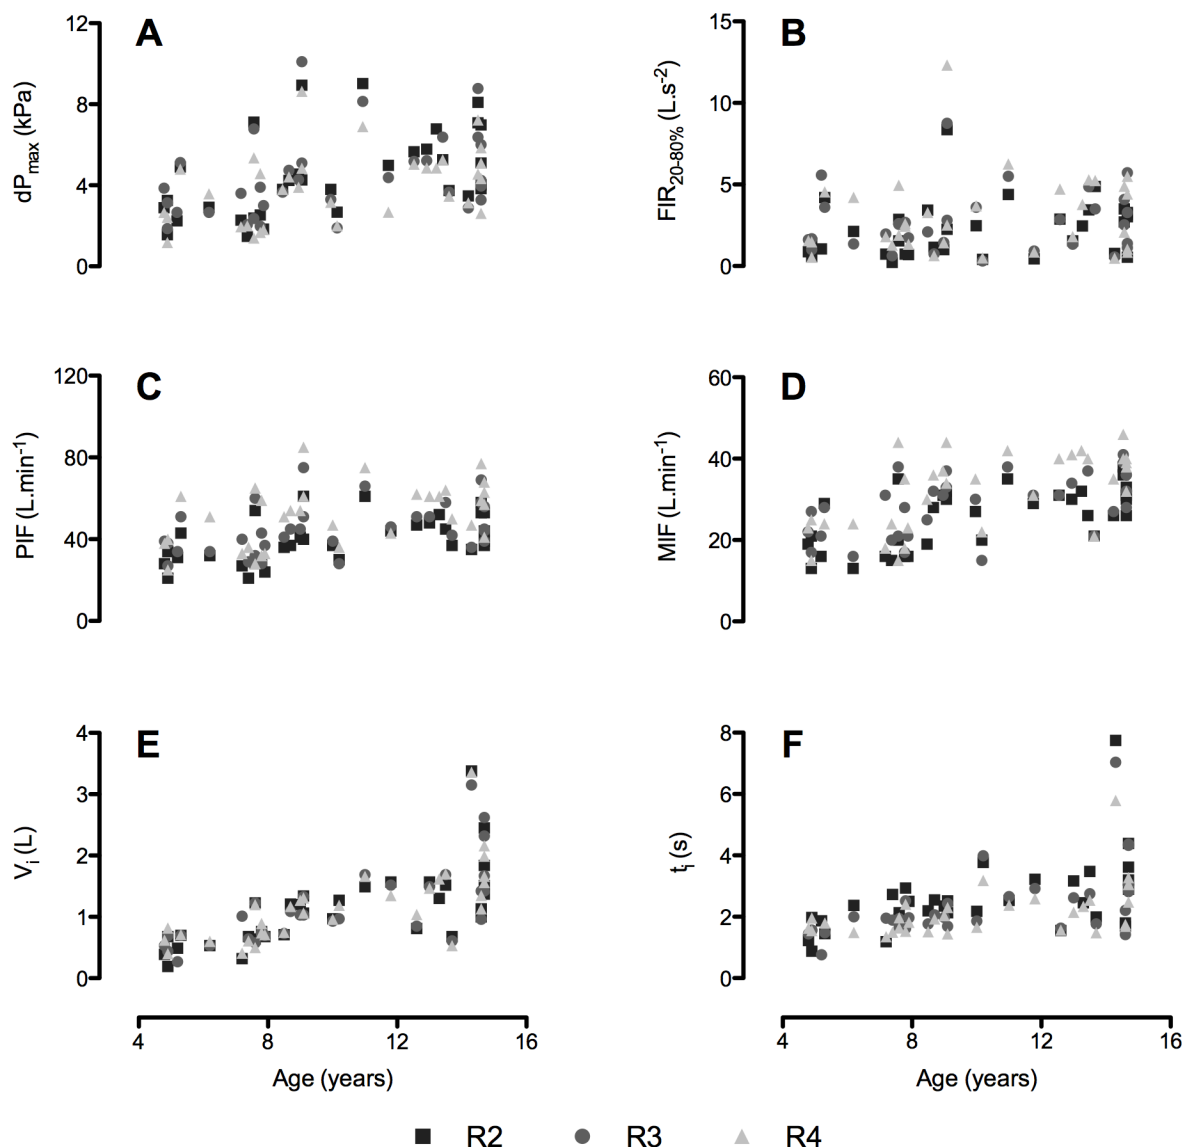 A
dPmax (kPa)
12
8
4
0
B
FIR20-80% (L.s-2)
15
10
5
0
C
PIF (L.min-1)
120
80
40
0
D
MIF (L.min-1)
60
40
20
0
E
Vi (L)
4
3
2
1
0
F
ti (s)
8
6
4
2
0
4 8 12 16
Age (years)
4 8 12 16
Age (years)
R2 R3 R4